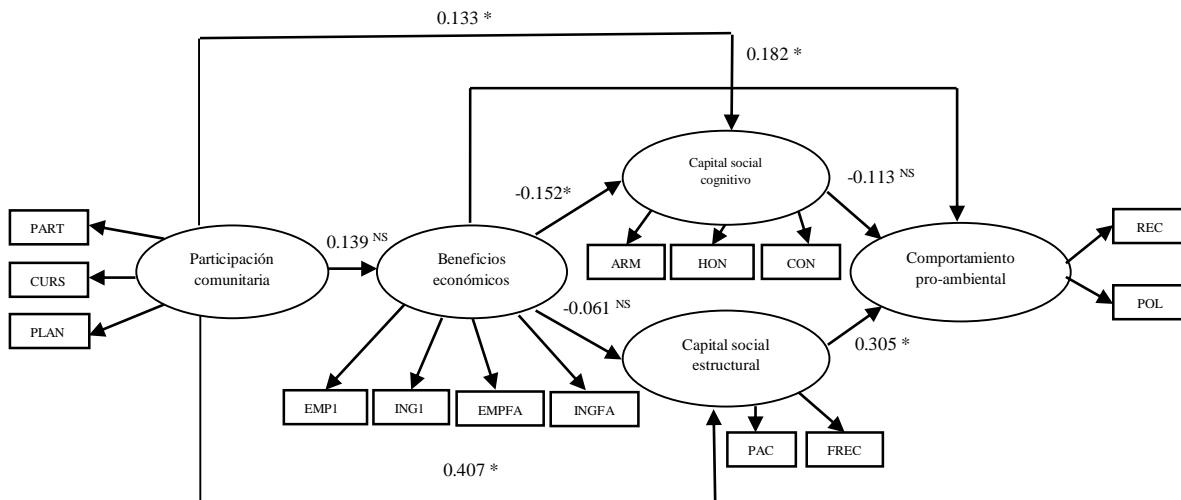 0.133 *
0.182 *
Capital social
cognitivo
-0.113 NS
-0.152*
PART
REC
0.139 NS
ARM
HON
CON
Participación
comunitaria
Beneficios
económicos
Comportamiento
pro-ambiental
CURS
-0.061 NS
POL
PLAN
Capital social
estructural
0.305 *
EMP1
ING1
EMPFA
INGFA
PAC
FREC
0.407 *